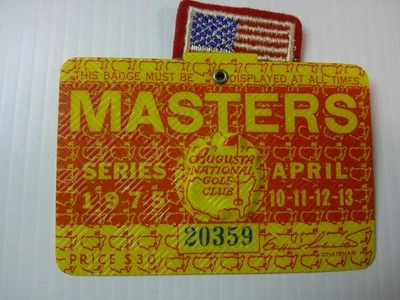 THIS BADGE MUST BE DISPLAYED AT ALL TIMES
MASTERS
SERIES
1975
AUGUSTA
NATIONAL
GOLF
CLUB
APRIL
10-11-12-13
20359
PRICE $30
CHAIRMAN